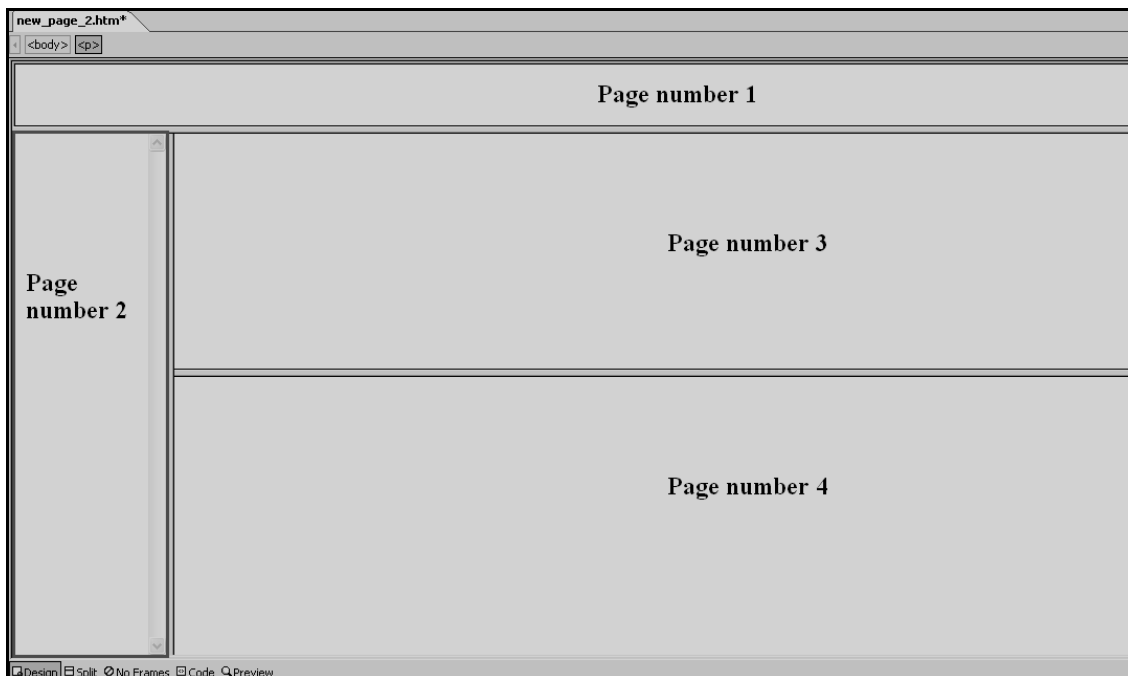 new_page_2.htm*
<body> <p>
Page number 1
Page
number 2
Page number 3
Page number 4
Design Split No Frames Code Preview